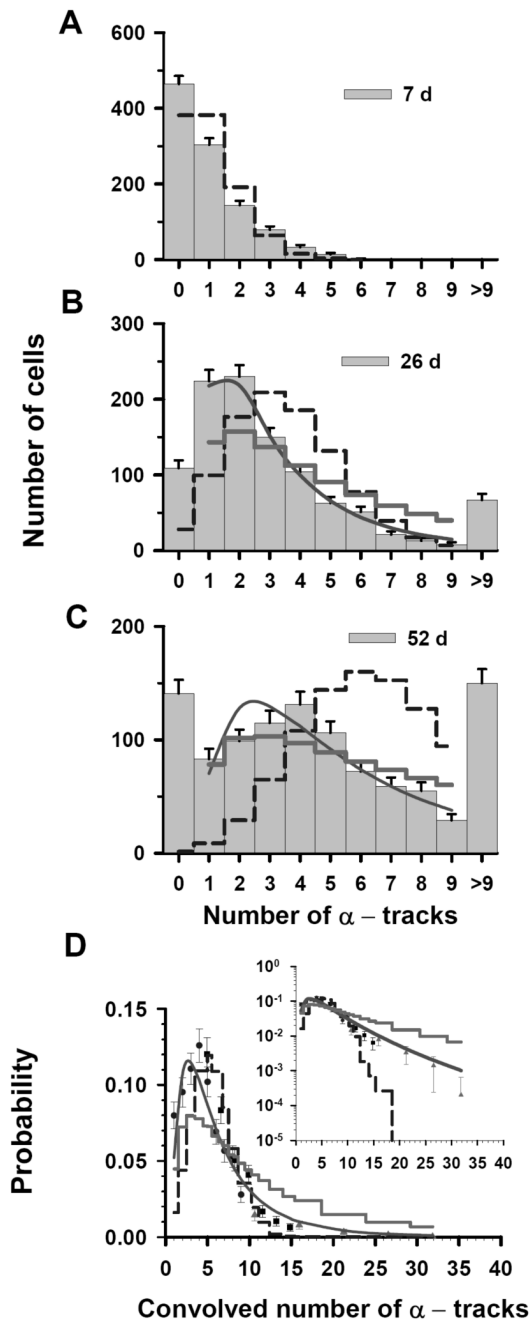 A
600
400
200
0
7 d
0 1 2 3 4 5 6 7 8 9 >9
B
300
200
100
0
26 d
0 1 2 3 4 5 6 7 8 9 >9
Number of cells
C
200
100
0
52 d
0 1 2 3 4 5 6 7 8 9 >9
Number of α – tracks
D
0.15
0.10
0.05
0.00
Probability
10⁰
10⁻¹
10⁻²
10⁻³
10⁻⁴
10⁻⁵
0 5 10 15 20 25 30 35 40
0 5 10 15 20 25 30 35 40
Convolved number of α – tracks